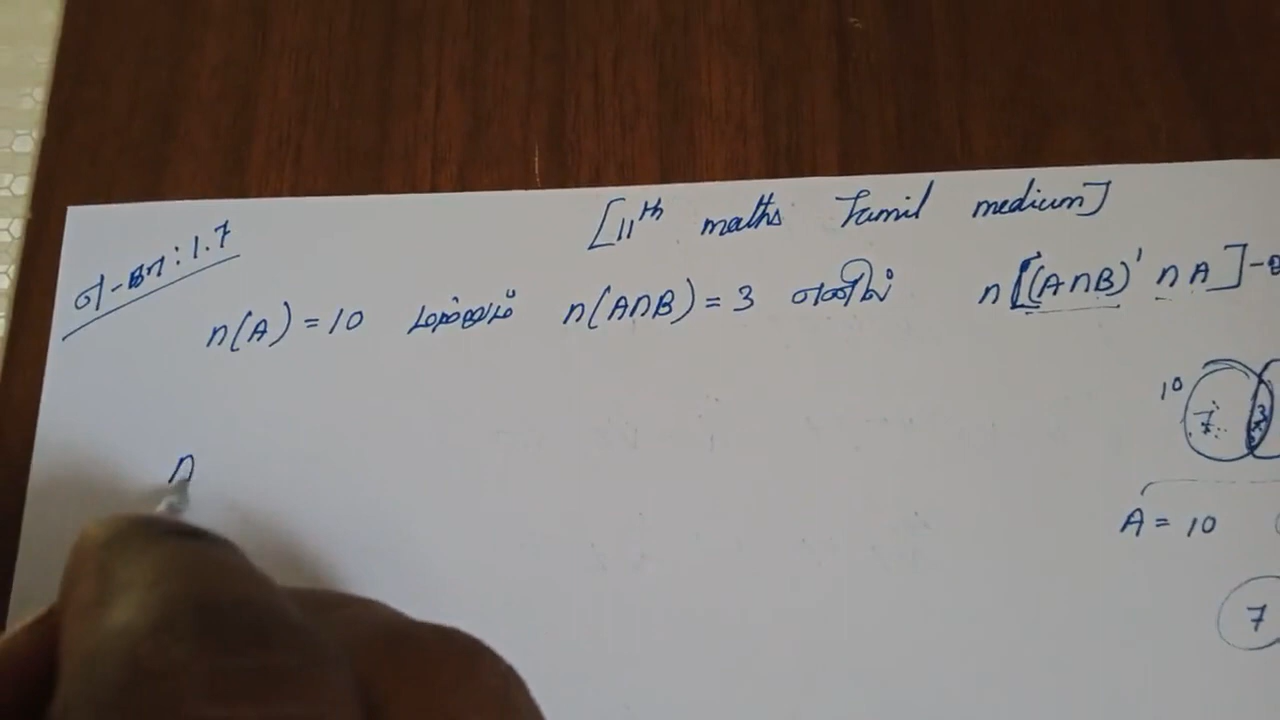 [11th maths Tamil medium]
எ-கா : 1.7
n(A) = 10 மற்றும் n(A∩B) = 3 எனில் n[(A∩B)' ∩ A] -
10
7 3
A = 10
7
n